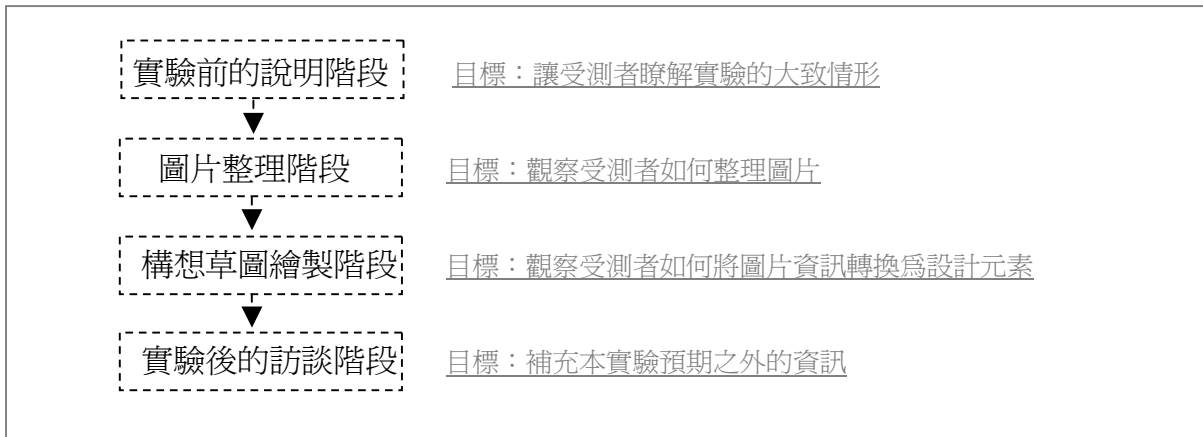 實驗前的說明階段 目標：讓受測者瞭解實驗的大致情形
圖片整理階段 目標：觀察受測者如何整理圖片
構想草圖繪製階段 目標：觀察受測者如何將圖片資訊轉換爲設計元素
實驗後的訪談階段 目標：補充本實驗預期之外的資訊